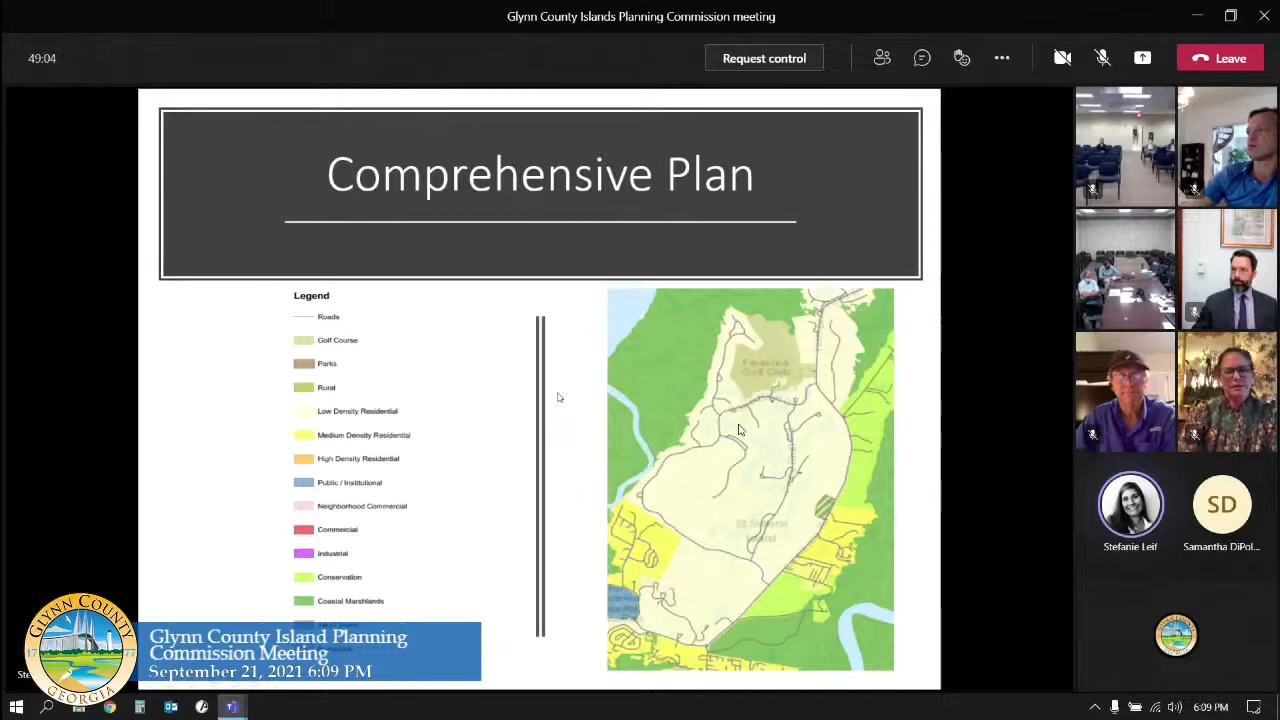 Glynn County Islands Planning Commission meeting
49:04
Request control
Leave
Comprehensive Plan
Legend
Roads
Golf Course
Parks
Rural
Low Density Residential
Medium Density Residential
High Density Residential
Public / Institutional
Neighborhood Commercial
Commercial
Industrial
Conservation
Coastal Marshlands
Frederica
Golf Club
St Simons
Island
SD
Stefanie Leif
Samantha DiPol...
GLYNN COUNTY
GEORGIA
Glynn County Island Planning
Commission Meeting
September 21, 2021 6:09 PM
6:09 PM